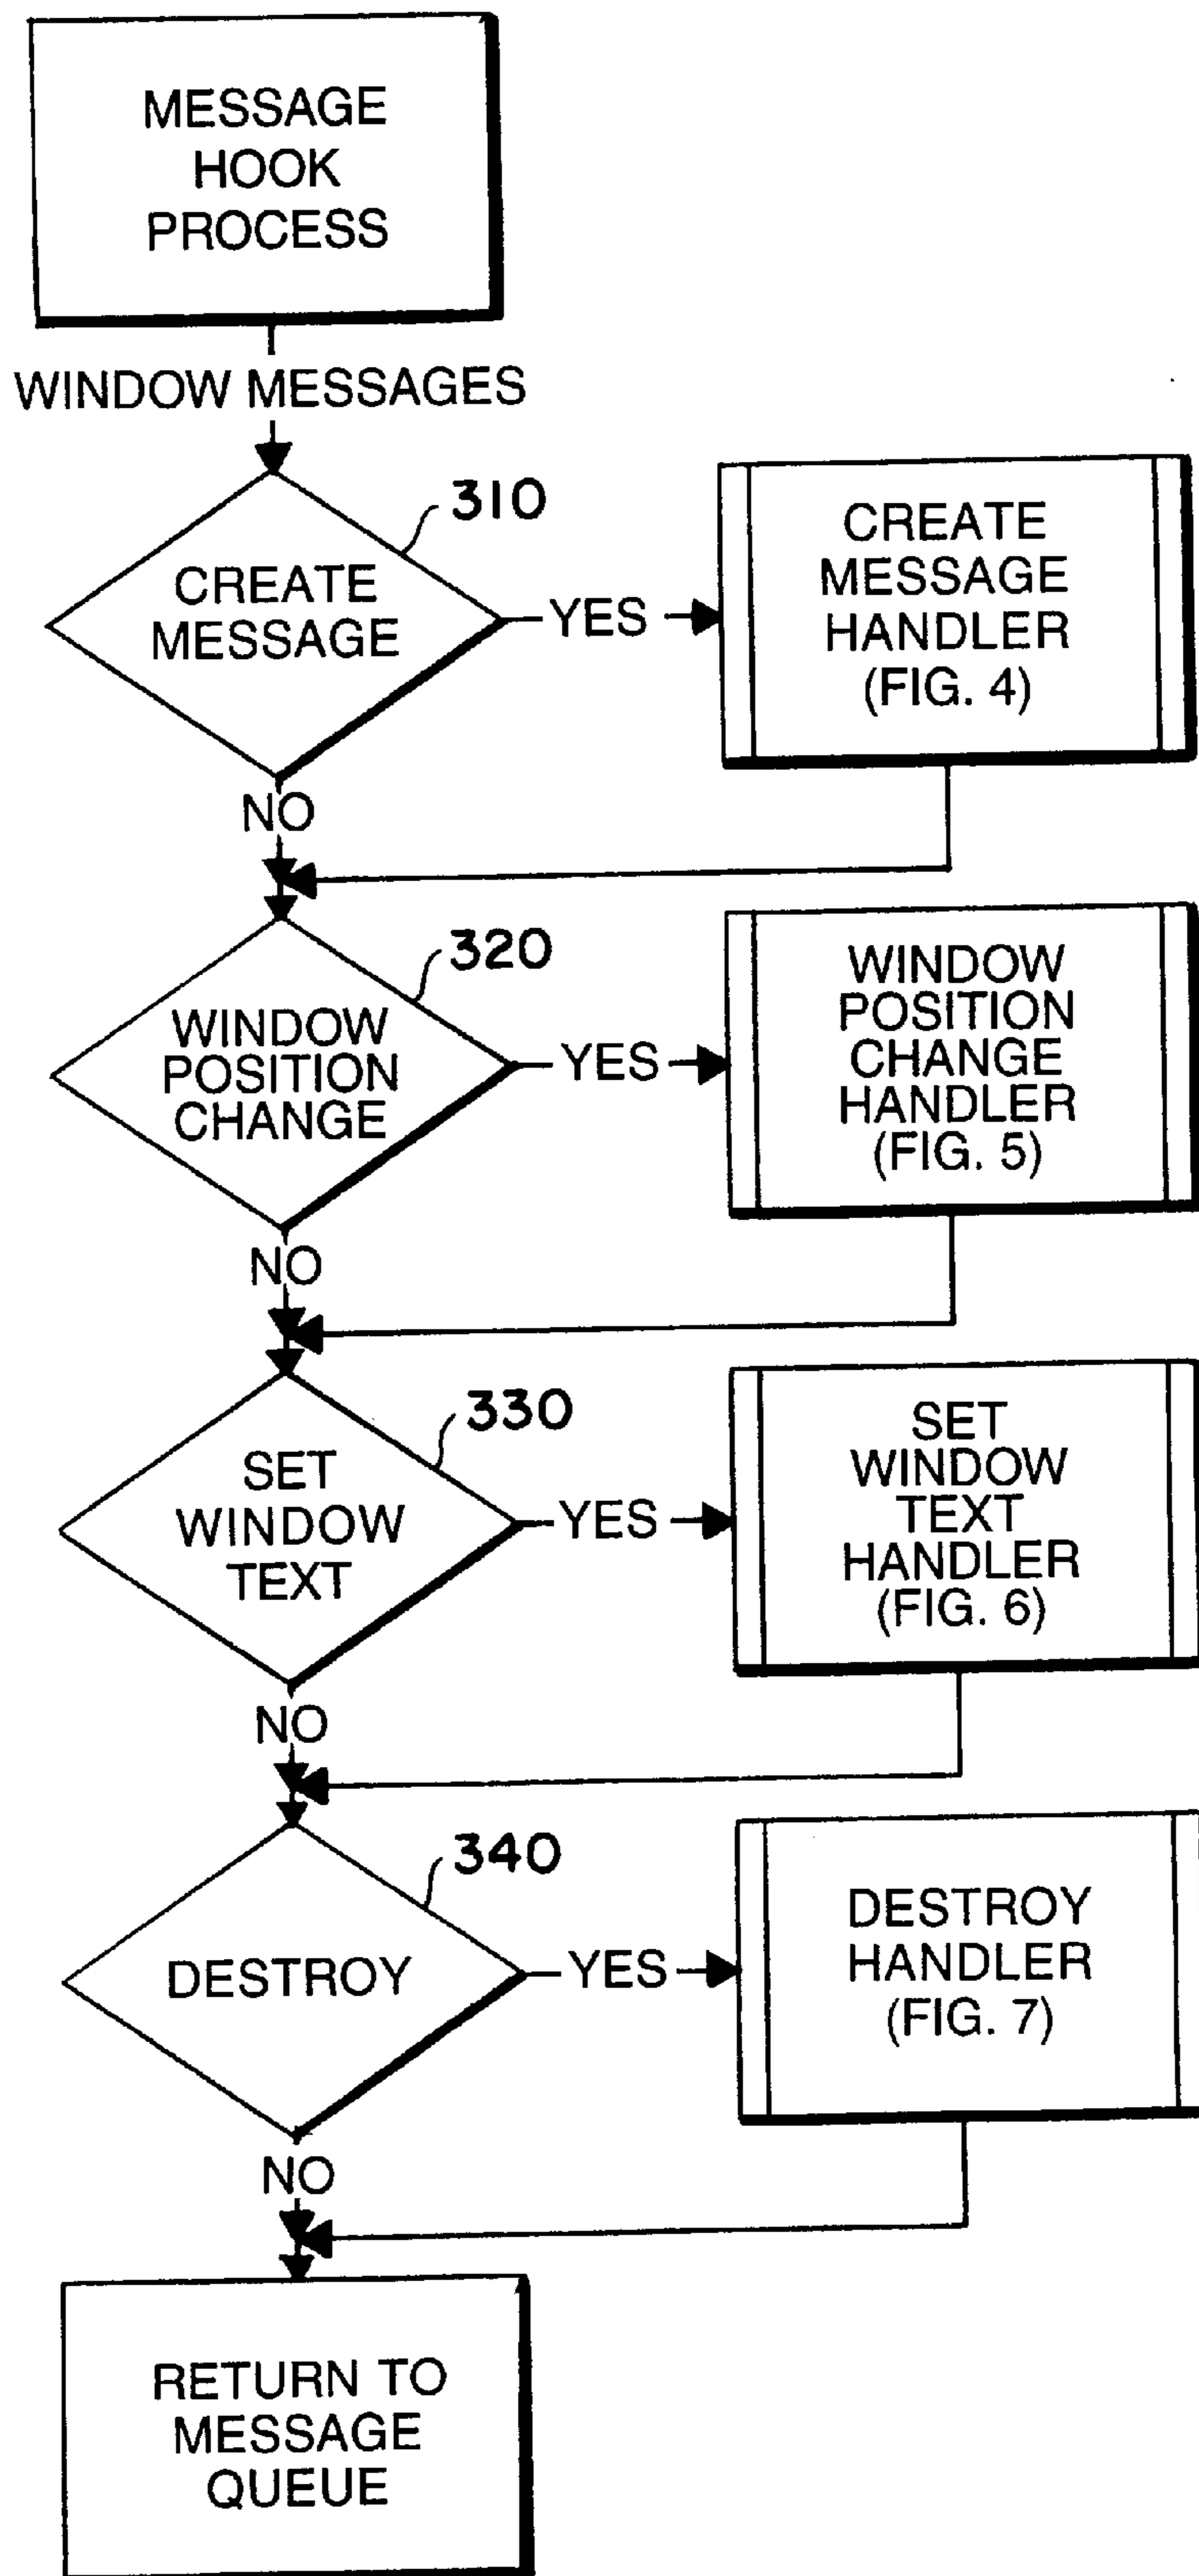 MESSAGE
HOOK
PROCESS
WINDOW MESSAGES
310
CREATE
MESSAGE
YES
CREATE
MESSAGE
HANDLER
(FIG. 4)
NO
320
WINDOW
POSITION
CHANGE
YES
WINDOW
POSITION
CHANGE
HANDLER
(FIG. 5)
NO
330
SET
WINDOW
TEXT
YES
SET
WINDOW
TEXT
HANDLER
(FIG. 6)
NO
340
DESTROY
YES
DESTROY
HANDLER
(FIG. 7)
NO
RETURN TO
MESSAGE
QUEUE